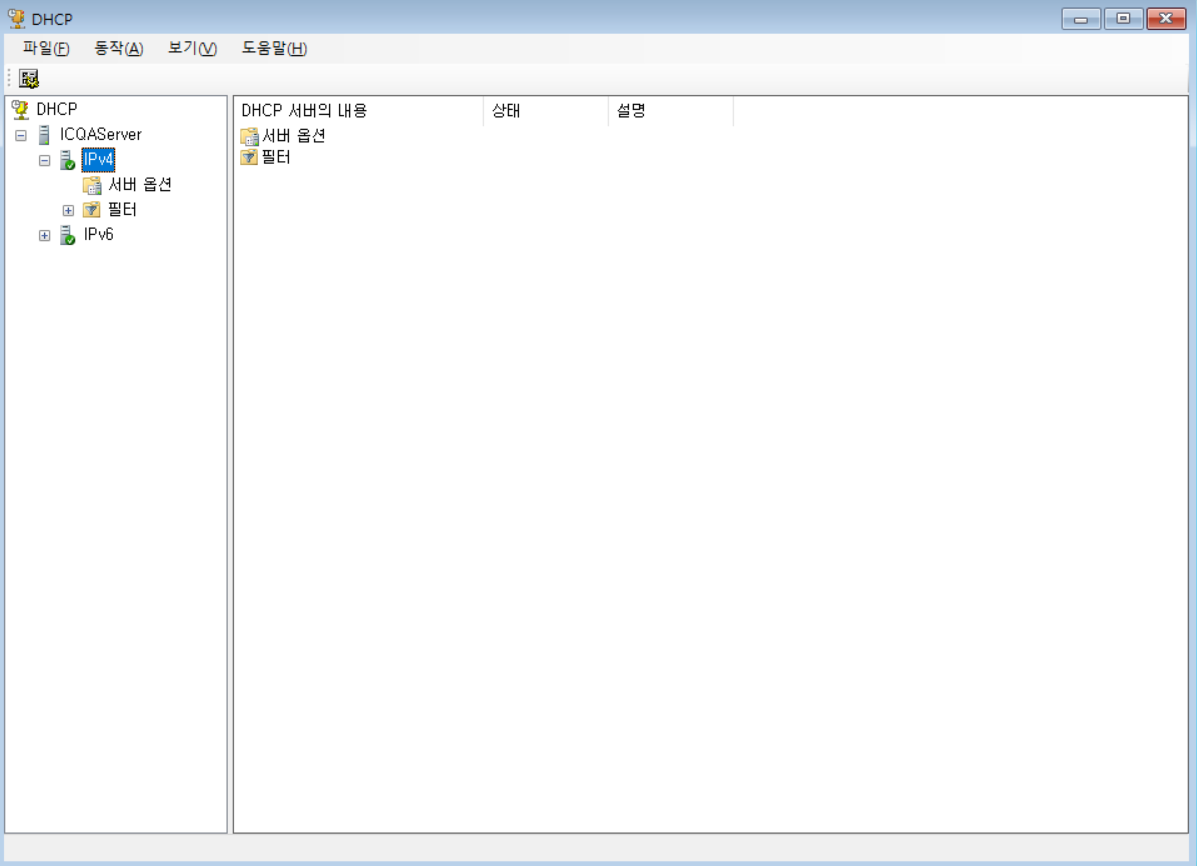 DHCP
파일(F) 동작(A) 보기(V) 도움말(H)
DHCP
ICQAServer
IPv4
서버 옵션
필터
IPv6
DHCP 서버의 내용 상태 설명
서버 옵션
필터